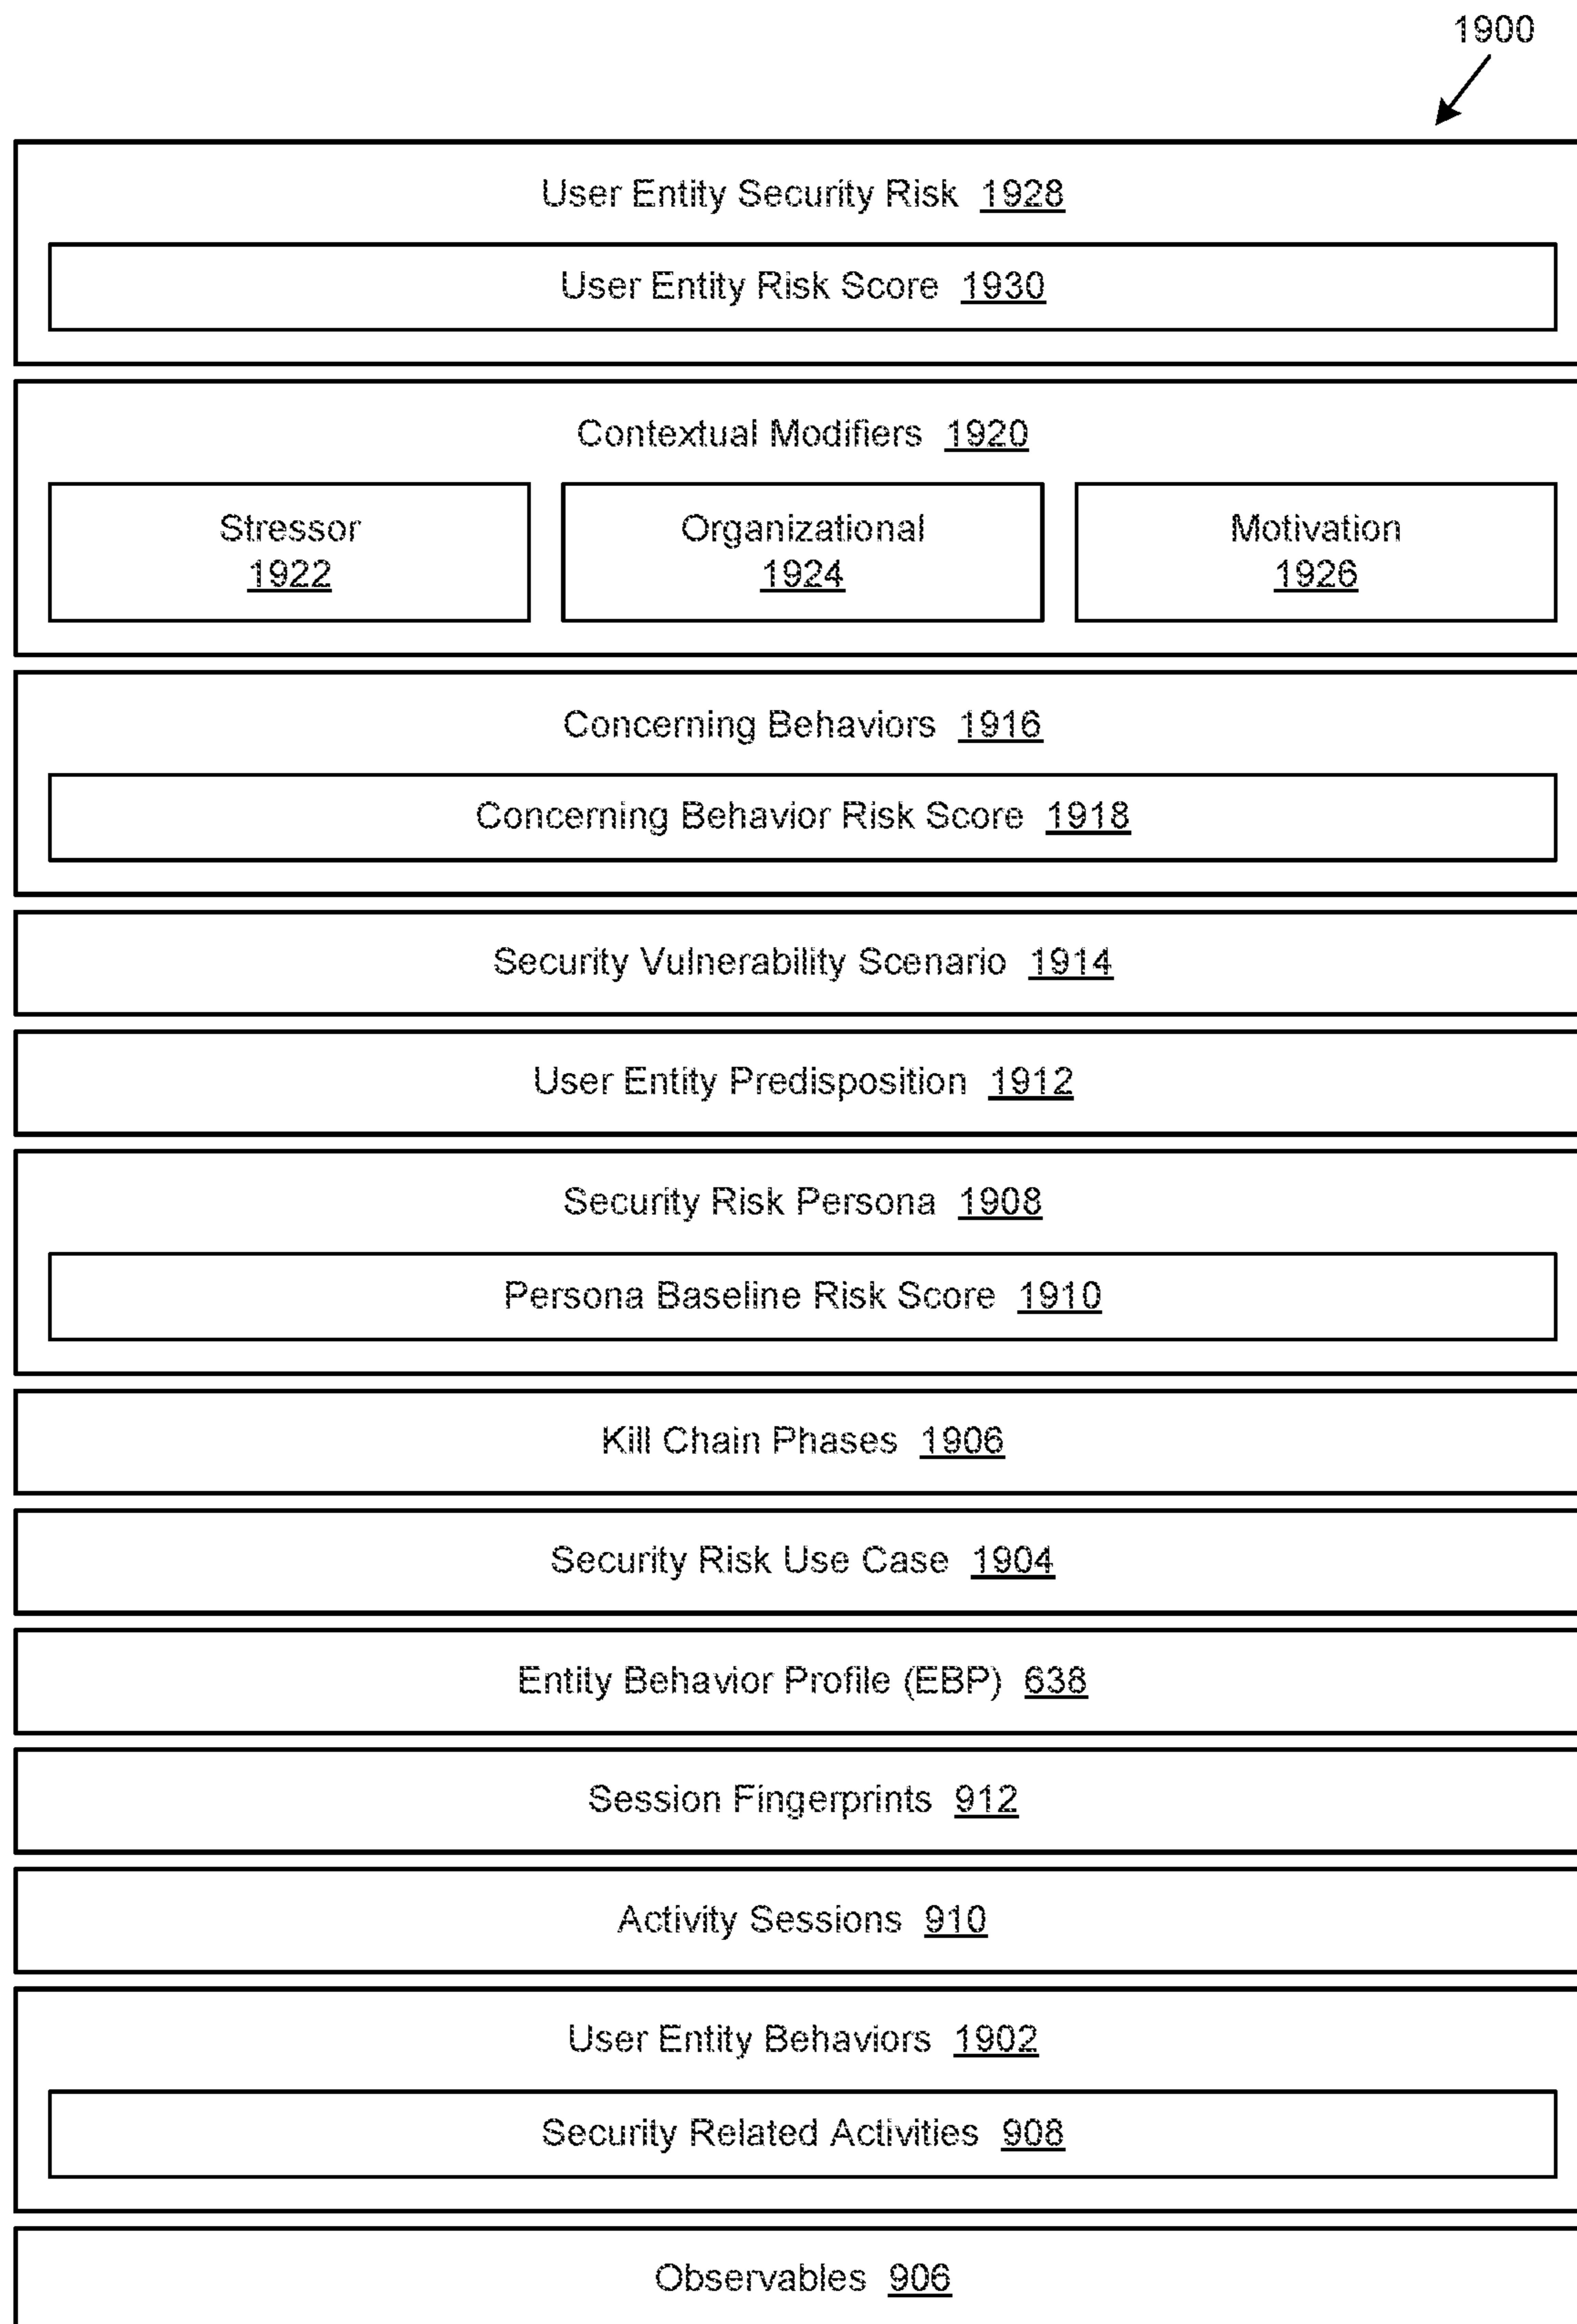 1900
User Entity Security Risk 1928
User Entity Risk Score 1930
Contextual Modifiers 1920
Stressor
1922
Organizational
1924
Motivation
1926
Concerning Behaviors 1916
Concerning Behavior Risk Score 1918
Security Vulnerability Scenario 1914
User Entity Predisposition 1912
Security Risk Persona 1908
Persona Baseline Risk Score 1910
Kill Chain Phases 1906
Security Risk Use Case 1904
Entity Behavior Profile (EBP) 638
Session Fingerprints 912
Activity Sessions 910
User Entity Behaviors 1902
Security Related Activities 908
Observables 906